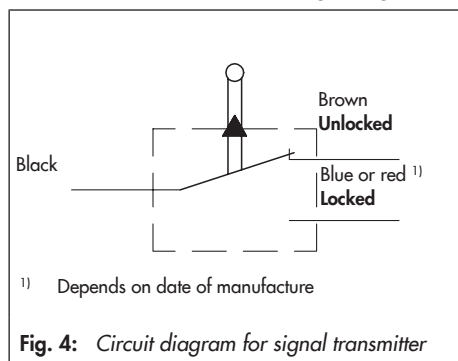 Brown
Unlocked
Black
Blue or red 1)
Locked
1) Depends on date of manufacture
Fig. 4: Circuit diagram for signal transmitter